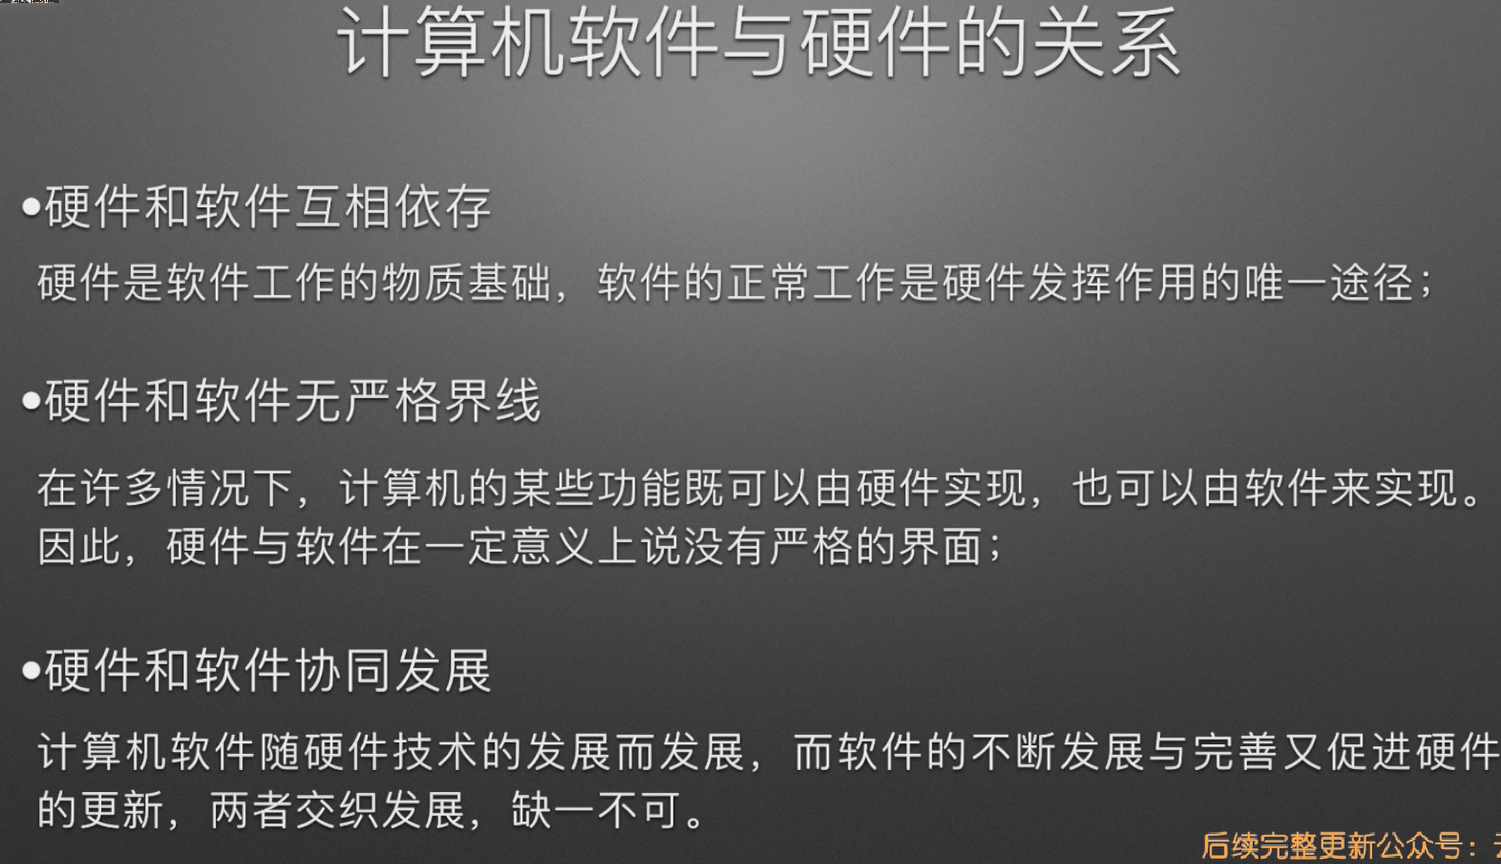 计算机软件与硬件的关系
•硬件和软件互相依存
硬件是软件工作的物质基础，软件的正常工作是硬件发挥作用的唯一途径；
•硬件和软件无严格界线
在许多情况下，计算机的某些功能既可以由硬件实现，也可以由软件来实现。
因此，硬件与软件在一定意义上说没有严格的界面；
•硬件和软件协同发展
计算机软件随硬件技术的发展而发展，而软件的不断发展与完善又促进硬件
的更新，两者交织发展，缺一不可。
后续完整更新公众号：